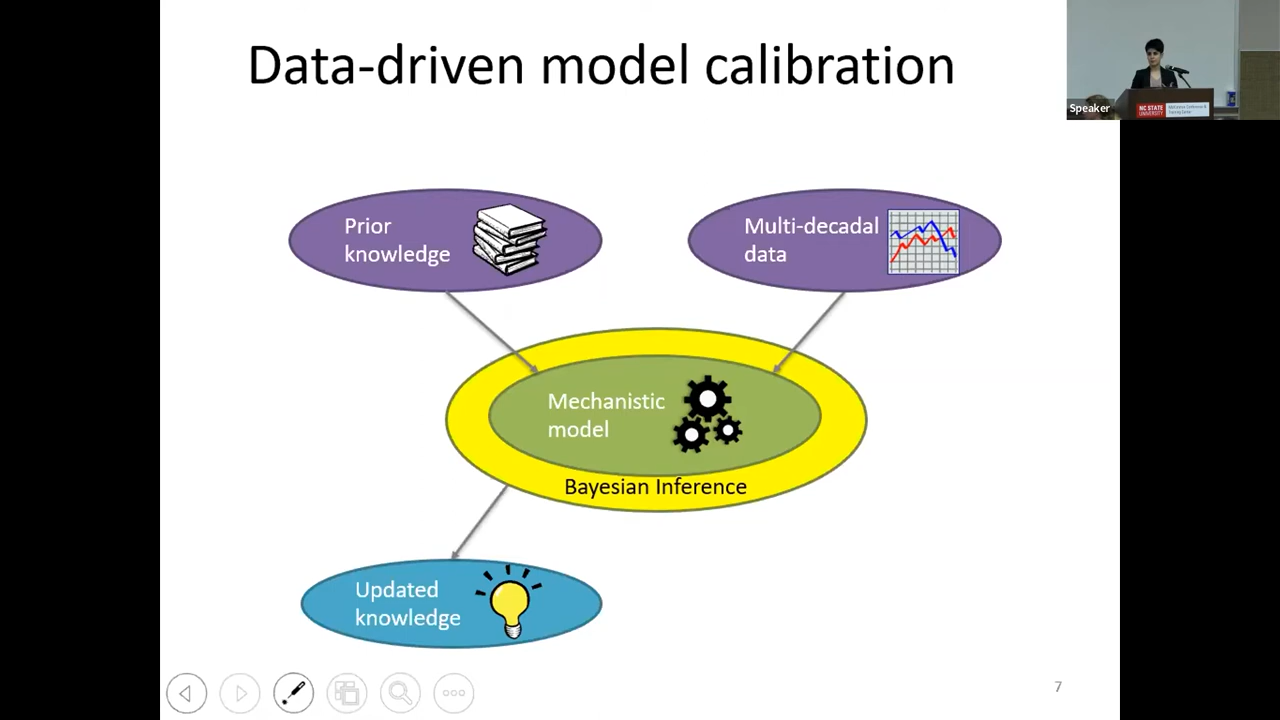 Data-driven model calibration
Speaker
NC STATE
UNIVERSITY
Prior
knowledge
Multi-decadal
data
Mechanistic
model
Bayesian Inference
Updated
knowledge
7